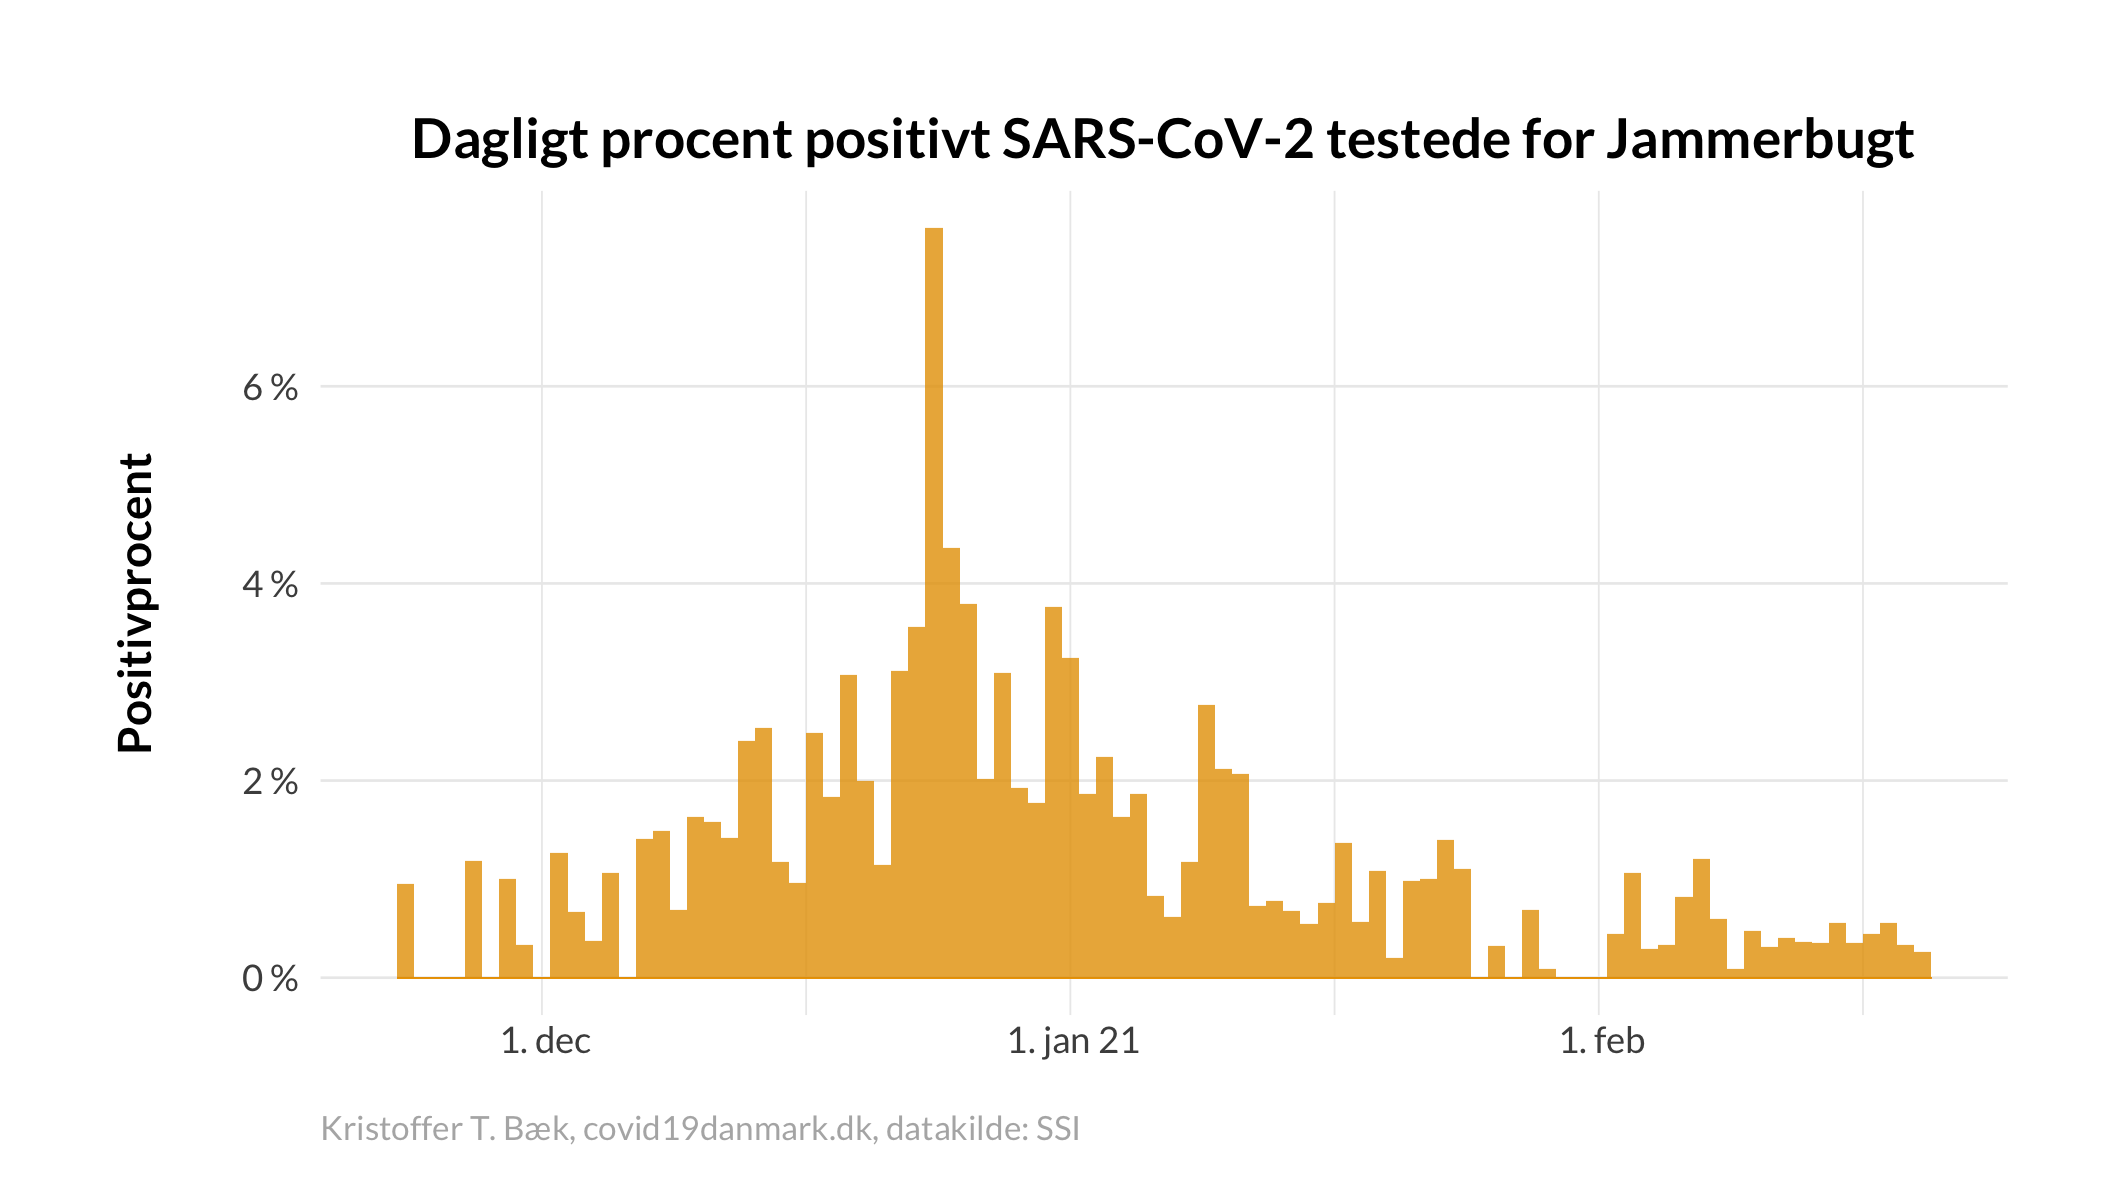 Dagligt procent positivt SARS-CoV-2 testede for Jammerbugt
Positivprocent
6 %
4 %
2 %
0 %
1. dec
1. jan 21
1. feb
Kristoffer T. Bæk, covid19danmark.dk, datakilde: SSI